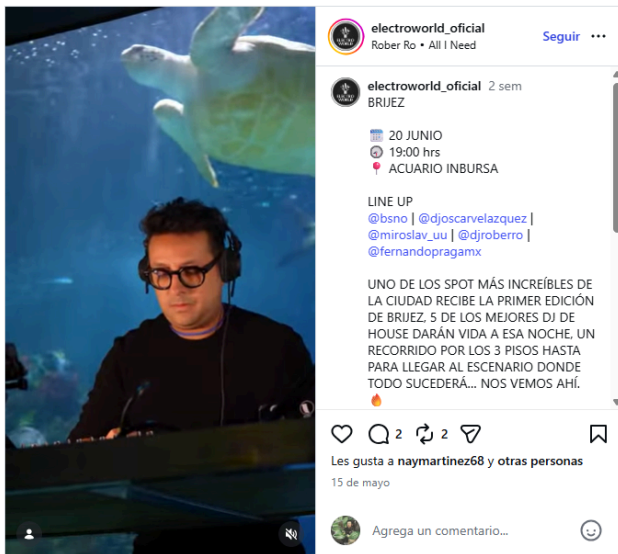 electroworld_oficial
Rober Ro • All I Need
Seguir
electroworld_oficial 2 sem
BRIJEZ
20 JUNIO
19:00 hrs
ACUARIO INBURSA
LINE UP
@bsno | @djoscarvelazquez |
@miroslav_uu | @djroberro |
@fernandopragamx
UNO DE LOS SPOT MÁS INCREÍBLES DE
LA CIUDAD RECIBE LA PRIMER EDICIÓN
DE BRIJEZ, 5 DE LOS MEJORES DJ DE
HOUSE DARÁN VIDA A ESA NOCHE, UN
RECORRIDO POR LOS 3 PISOS HASTA
PARA LLEGAR AL ESCENARIO DONDE
TODO SUCEDERÁ... NOS VEMOS AHÍ.
2 2
Les gusta a naymartinez68 y otras personas
15 de mayo
Agrega un comentario...